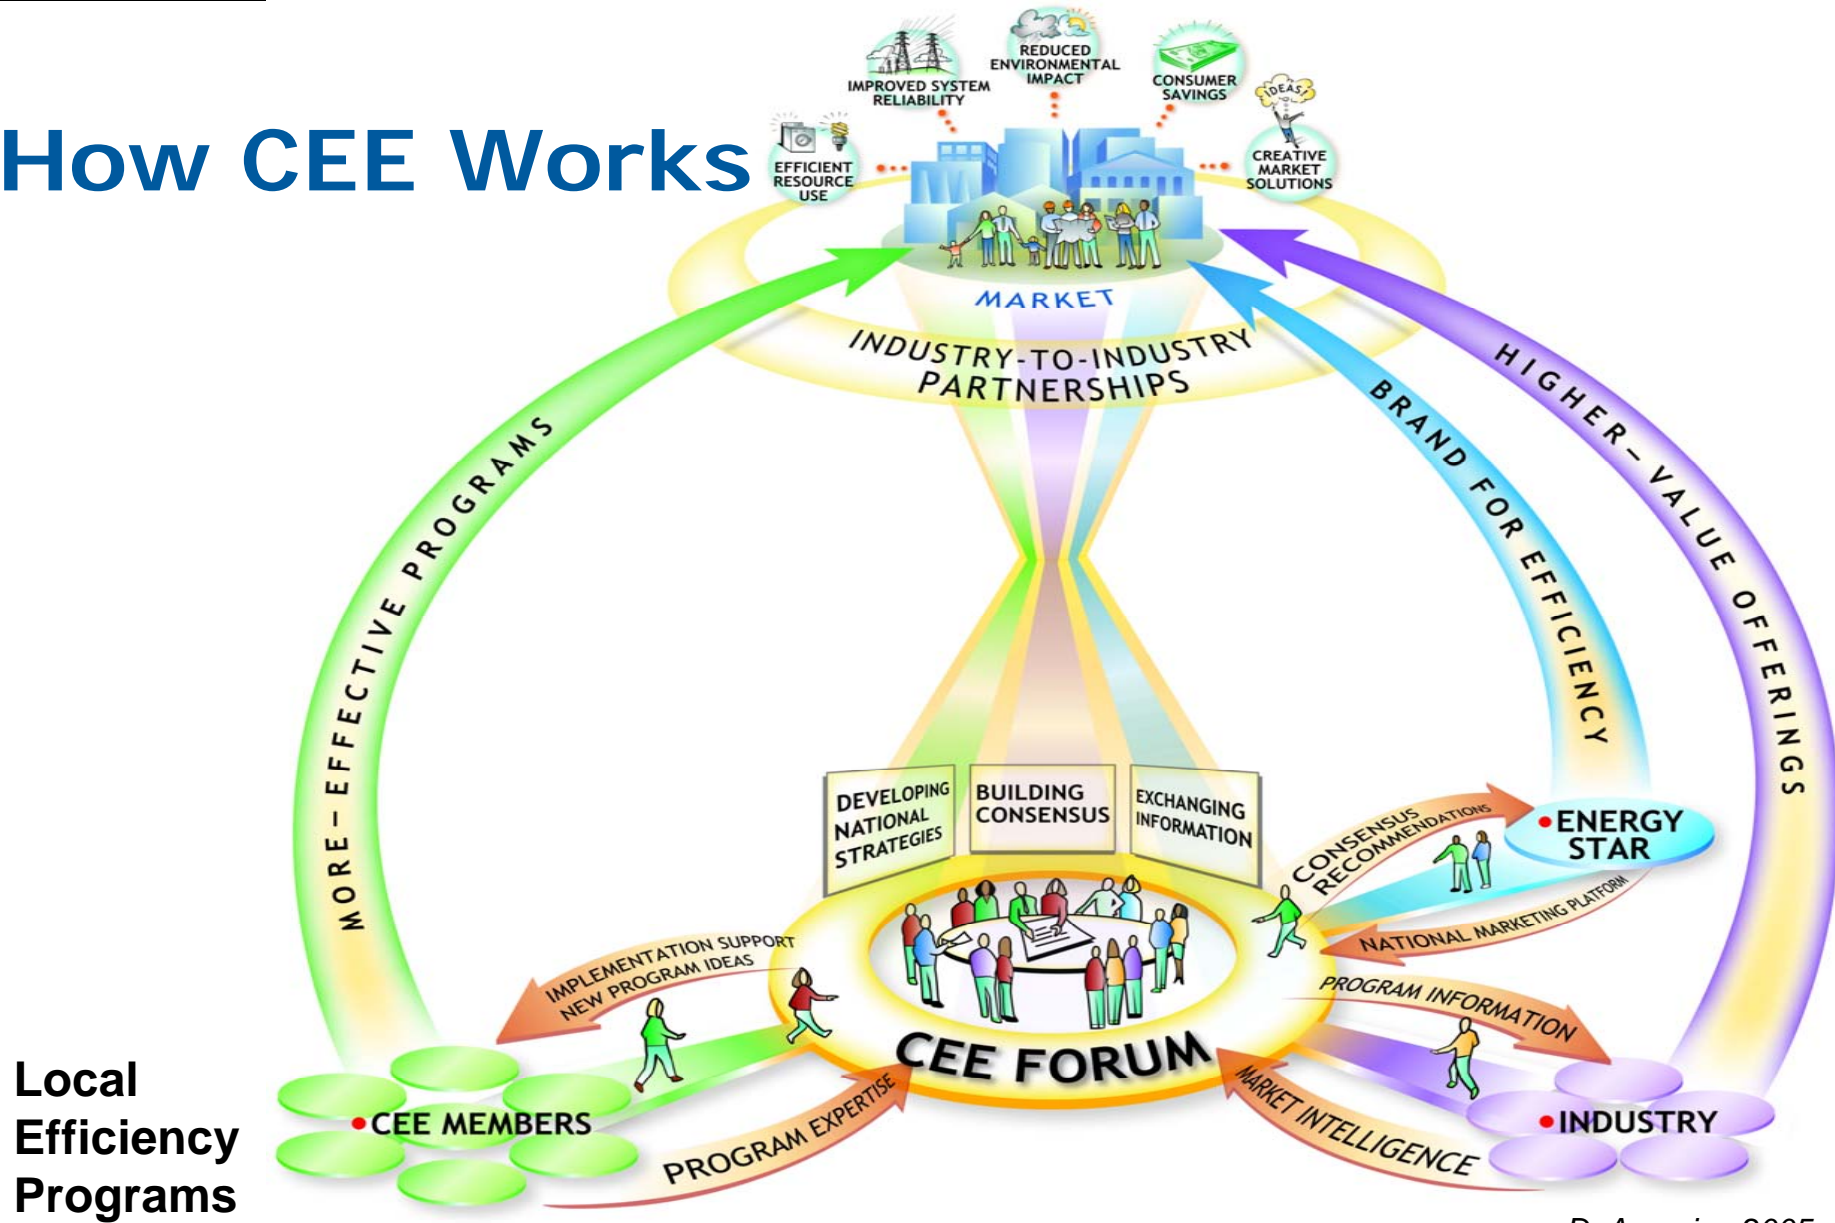 How CEE Works
IMPROVED SYSTEM
RELIABILITY
REDUCED
ENVIRONMENTAL
IMPACT
CONSUMER
SAVINGS
IDEAS!
EFFICIENT
RESOURCE
USE
CREATIVE
MARKET
SOLUTIONS
MARKET
INDUSTRY-TO-INDUSTRY
PARTNERSHIPS
MORE-EFFECTIVE PROGRAMS
BRAND FOR EFFICIENCY
HIGHER-VALUE OFFERINGS
DEVELOPING
NATIONAL
STRATEGIES
BUILDING
CONSENSUS
EXCHANGING
INFORMATION
CONSENSUS
RECOMMENDATIONS
• ENERGY
STAR
NATIONAL MARKETING PLATFORM
IMPLEMENTATION SUPPORT
NEW PROGRAM IDEAS
PROGRAM INFORMATION
CEE FORUM
Local
Efficiency
Programs
• CEE MEMBERS
PROGRAM EXPERTISE
MARKET INTELLIGENCE
• INDUSTRY